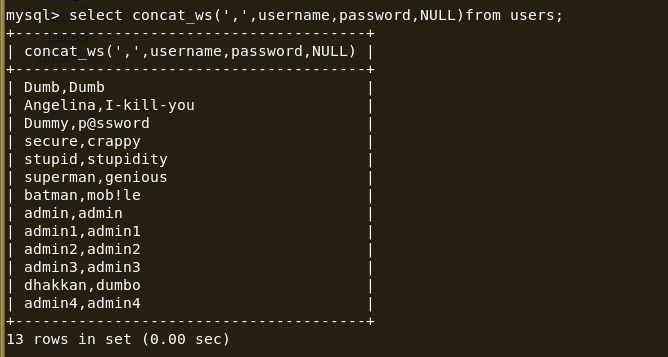 mysql> select concat_ws(',',username,password,NULL)from users;
+---------------------------------------+
| concat_ws(',',username,password,NULL) |
+---------------------------------------+
| Dumb,Dumb                             |
| Angelina,I-kill-you                   |
| Dummy,p@ssword                        |
| secure,crappy                         |
| stupid,stupidity                      |
| superman,genious                      |
| batman,mob!le                         |
| admin,admin                           |
| admin1,admin1                         |
| admin2,admin2                         |
| admin3,admin3                         |
| dhakkan,dumbo                         |
| admin4,admin4                         |
+---------------------------------------+
13 rows in set (0.00 sec)